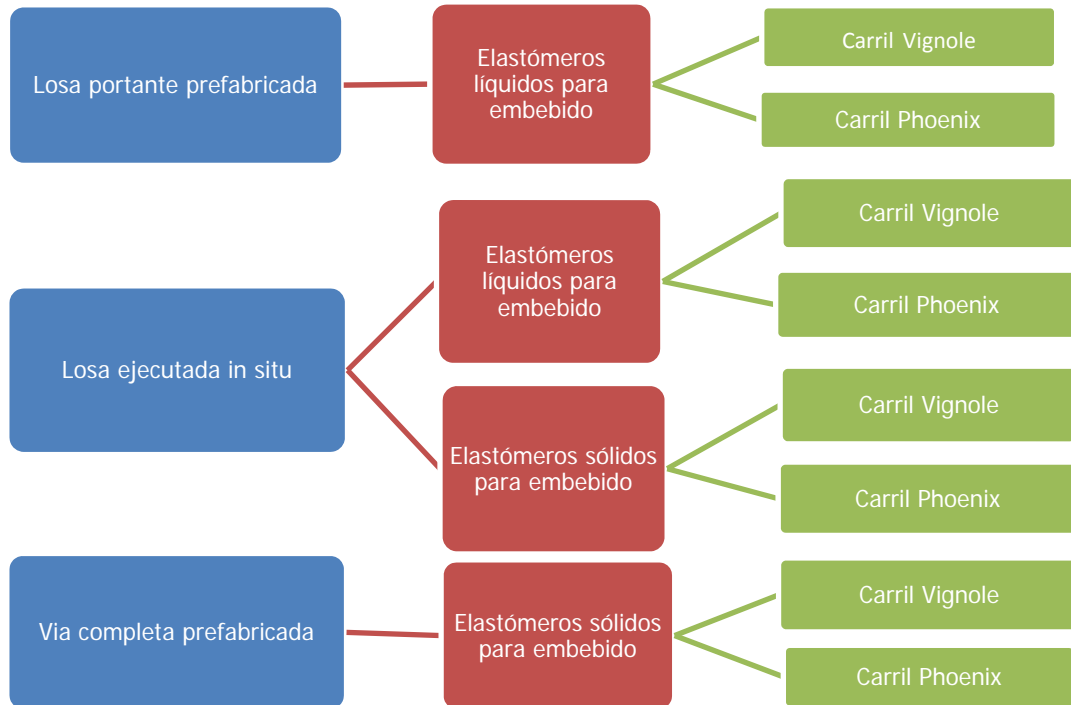 Losa portante prefabricada
Elastómeros
líquidos para
embebido
Carril Vignole
Carril Phoenix
Losa ejecutada in situ
Elastómeros
líquidos para
embebido
Carril Vignole
Carril Phoenix
Elastómeros sólidos
para embebido
Carril Vignole
Carril Phoenix
Via completa prefabricada
Elastómeros sólidos
para embebido
Carril Vignole
Carril Phoenix